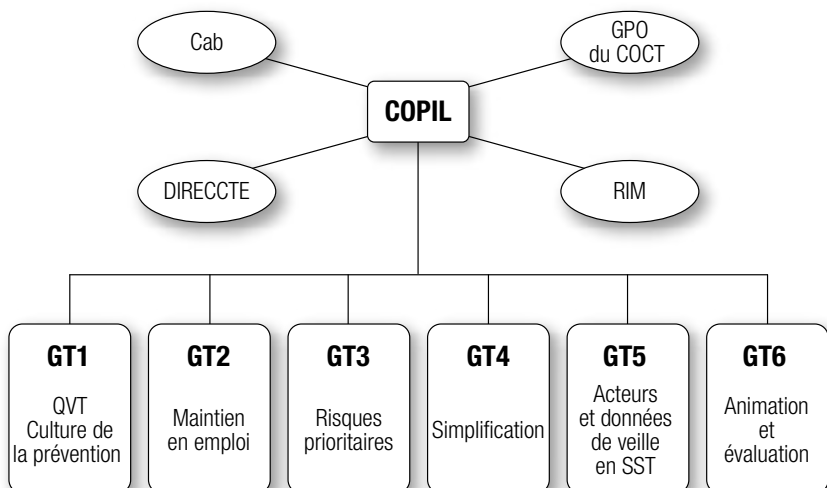 Cab
GPO
du COCT
COPIL
DIRECCTE
RIM
GT1
QVT
Culture de
la prévention
GT2
Maintien
en emploi
GT3
Risques
prioritaires
GT4
Simplification
GT5
Acteurs
et données
de veille
en SST
GT6
Animation
et
évaluation